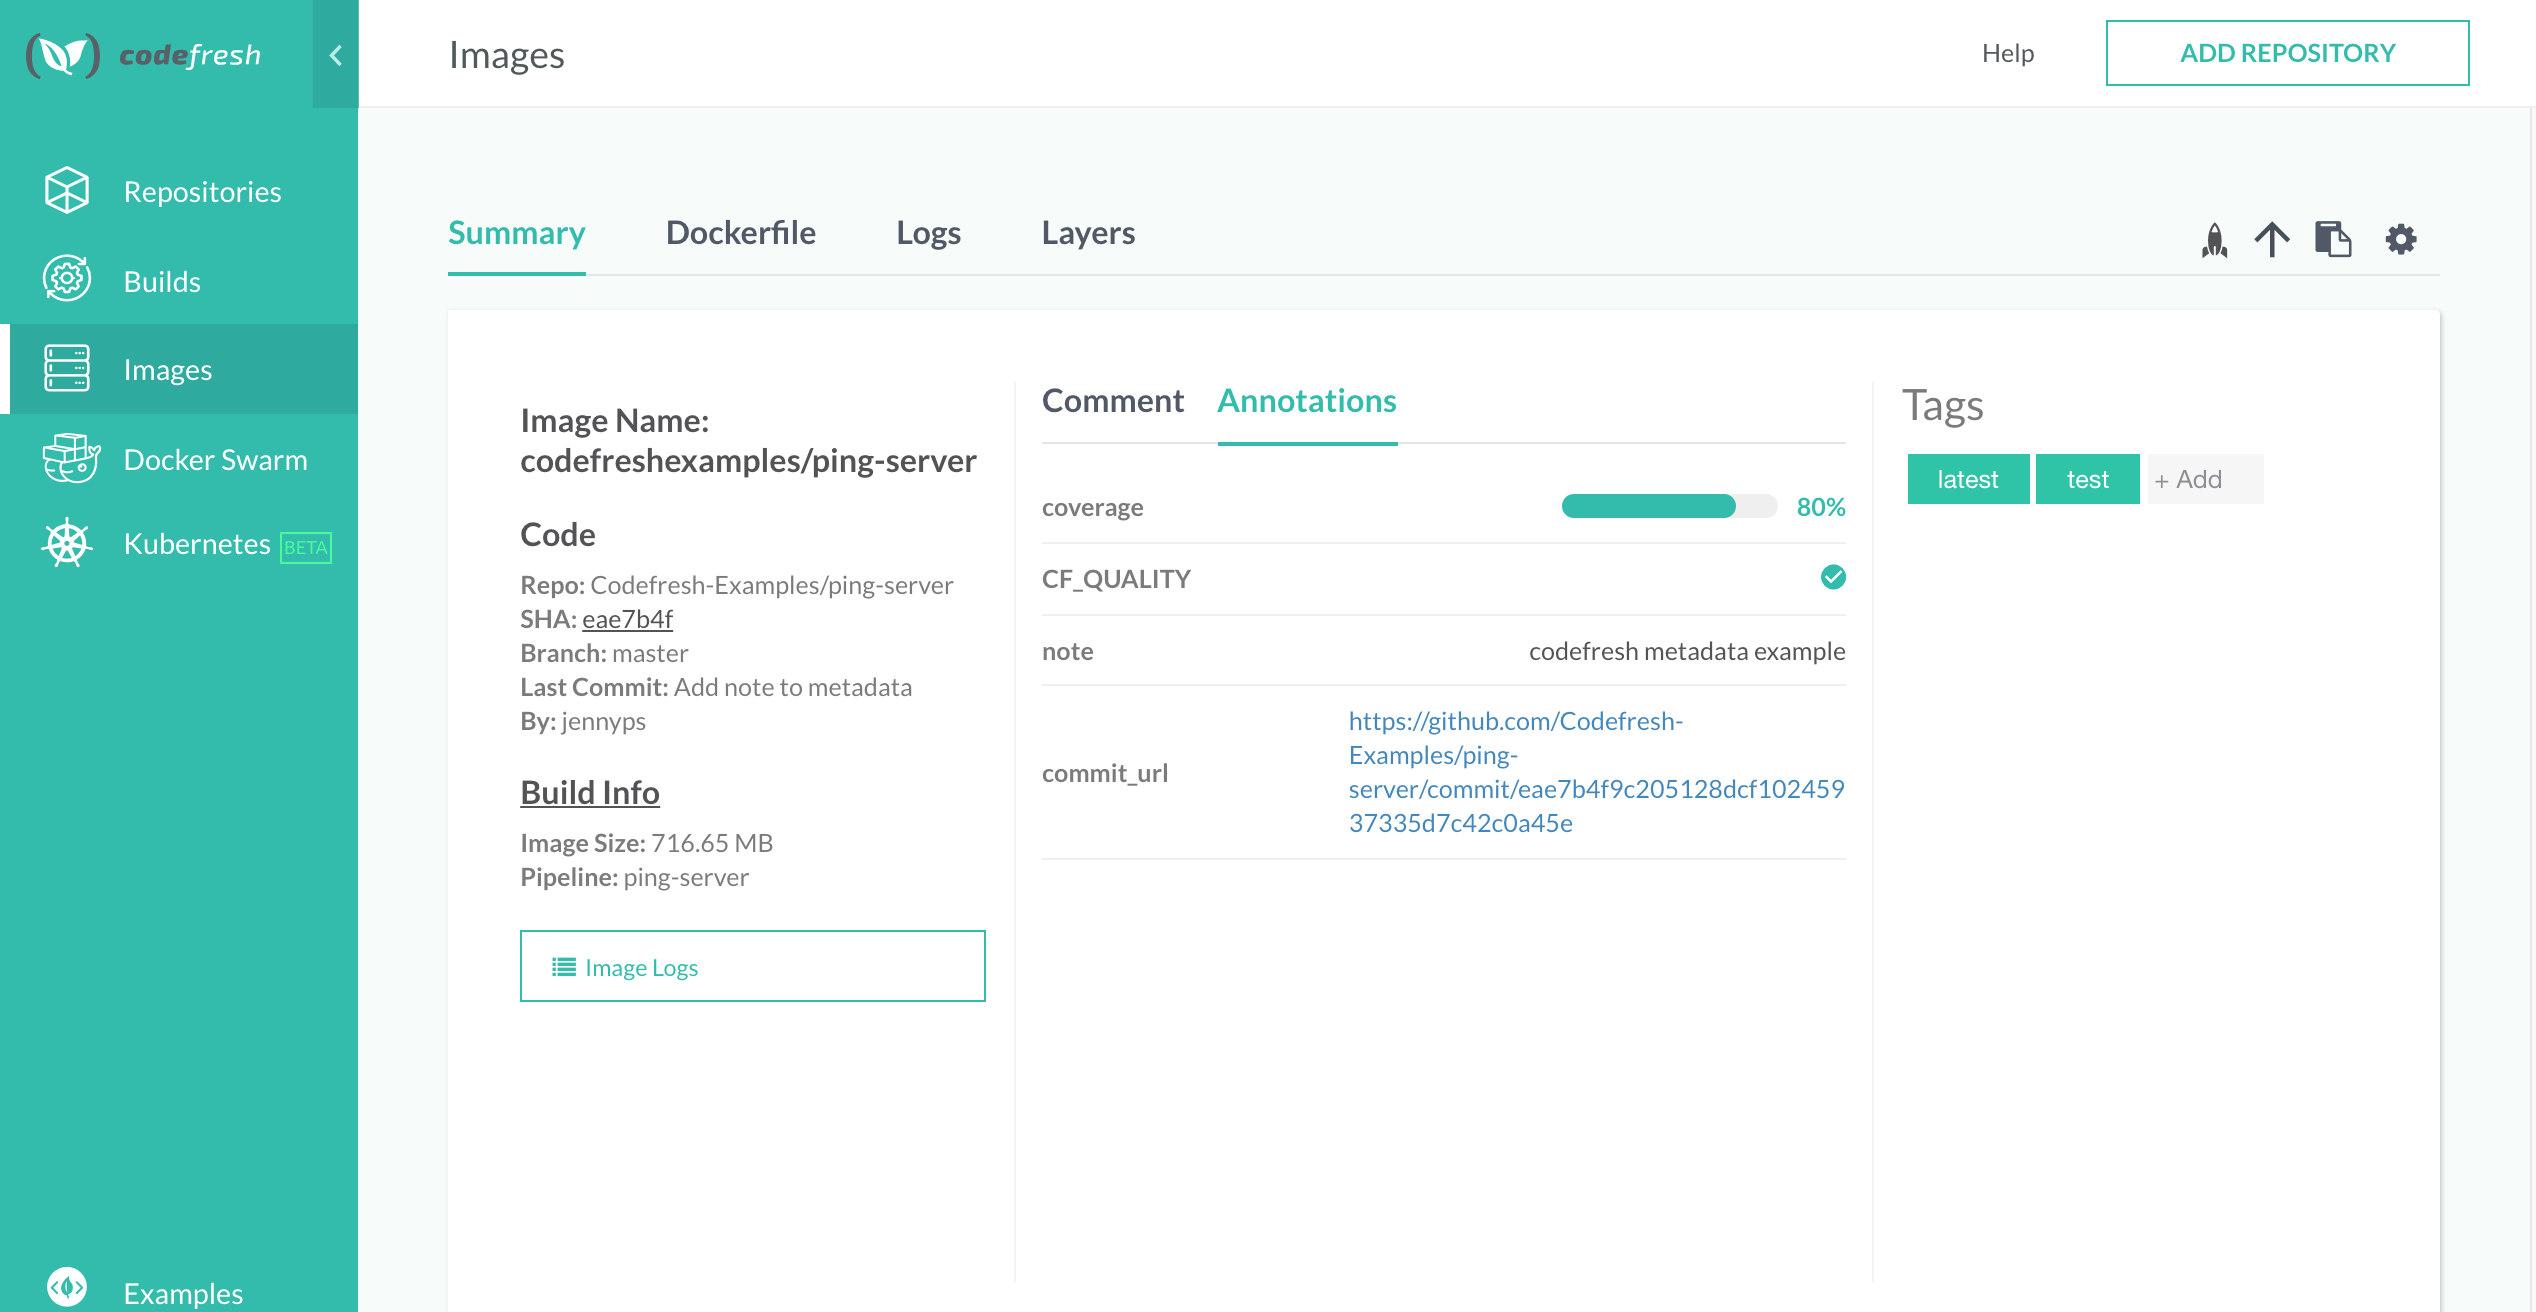 codefresh
Images
Help
ADD REPOSITORY
Repositories
Builds
Images
Docker Swarm
Kubernetes BETA
Examples
Summary
Dockerfile
Logs
Layers
Image Name:
codefreshexamples/ping-server
Code
Repo: Codefresh-Examples/ping-server
SHA: eae7b4f
Branch: master
Last Commit: Add note to metadata
By: jennyps
Build Info
Image Size: 716.65 MB
Pipeline: ping-server
Image Logs
Comment
Annotations
coverage
80%
CF_QUALITY
note
codefresh metadata example
commit_url
https://github.com/Codefresh-
Examples/ping-
server/commit/eae7b4f9c205128dcf102459
37335d7c42c0a45e
Tags
latest
test
+ Add